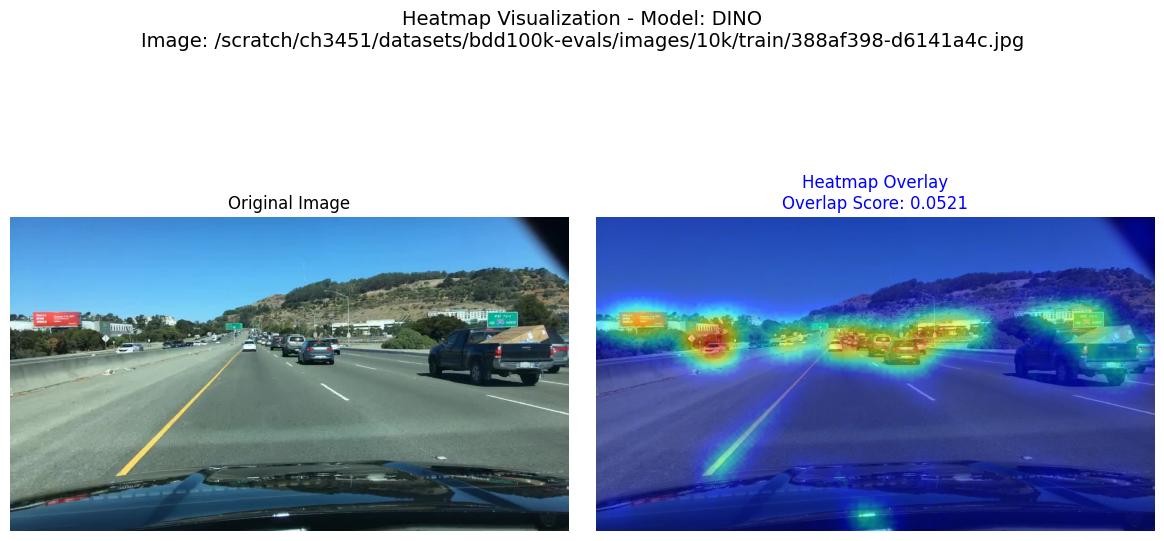 Heatmap Visualization - Model: DINO
Image: /scratch/ch3451/datasets/bdd100k-evals/images/10k/train/388af398-d6141a4c.jpg
Original Image
Heatmap Overlay
Overlap Score: 0.0521